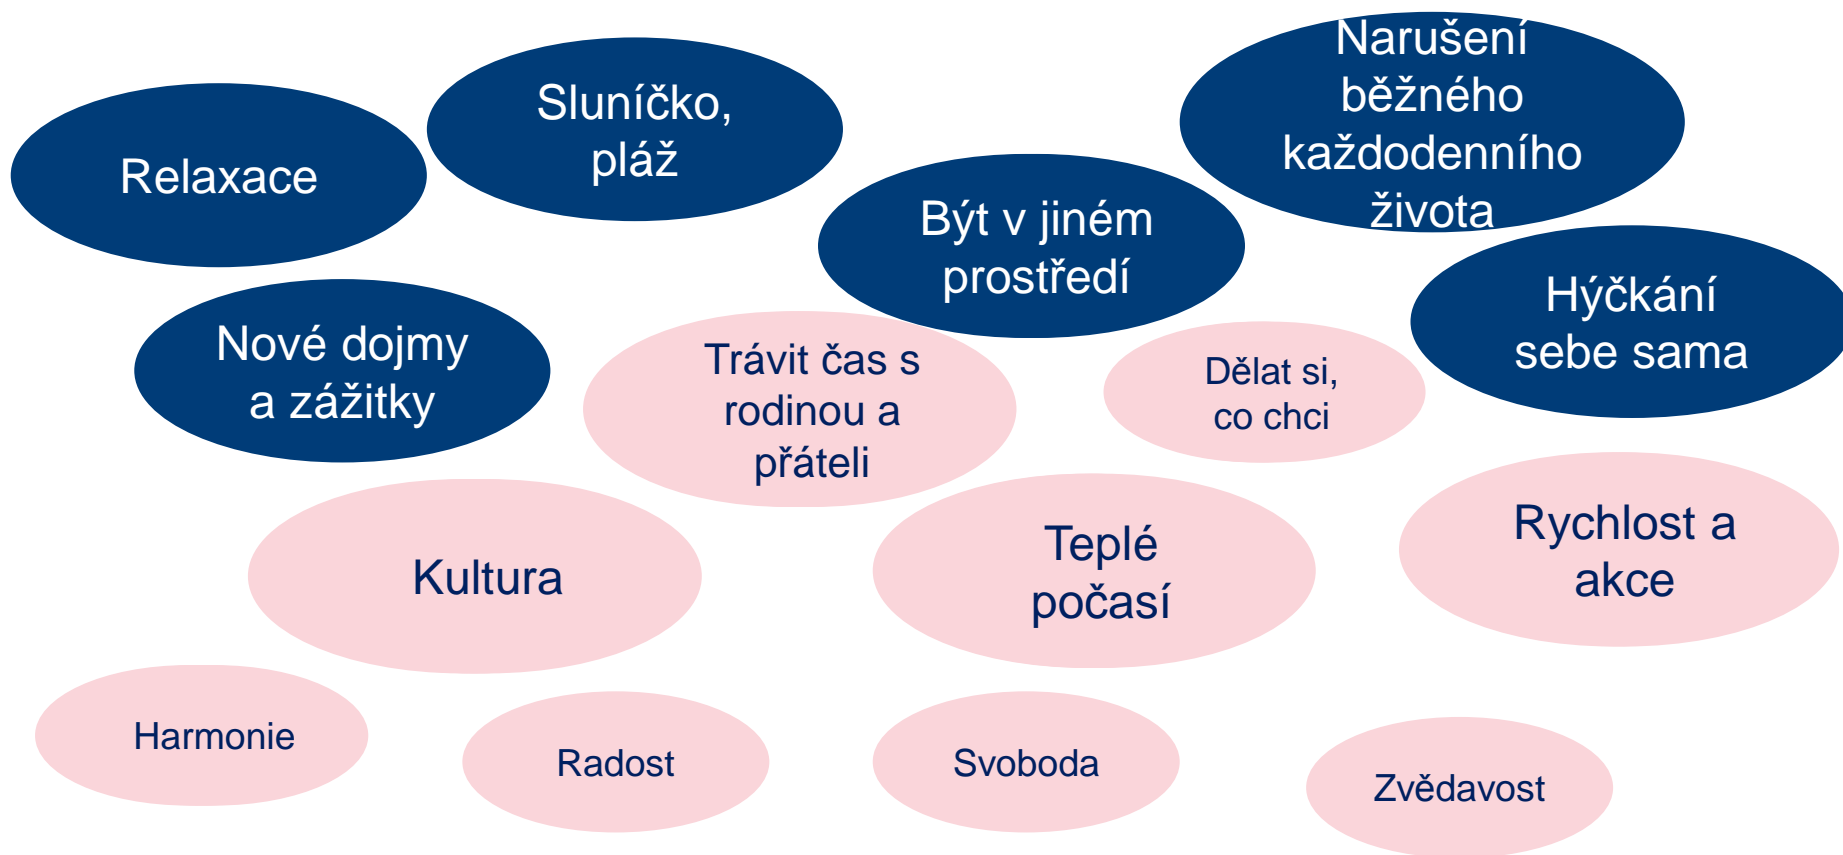 Relaxace
Sluníčko,
pláž
Narušení
běžného
každodenního
života
Být v jiném
prostředí
Hýčkání
sebe sama
Nové dojmy
a zážitky
Trávit čas s
rodinou a
přáteli
Dělat si,
co chci
Kultura
Teplé
počasí
Rychlost a
akce
Harmonie
Radost
Svoboda
Zvědavost